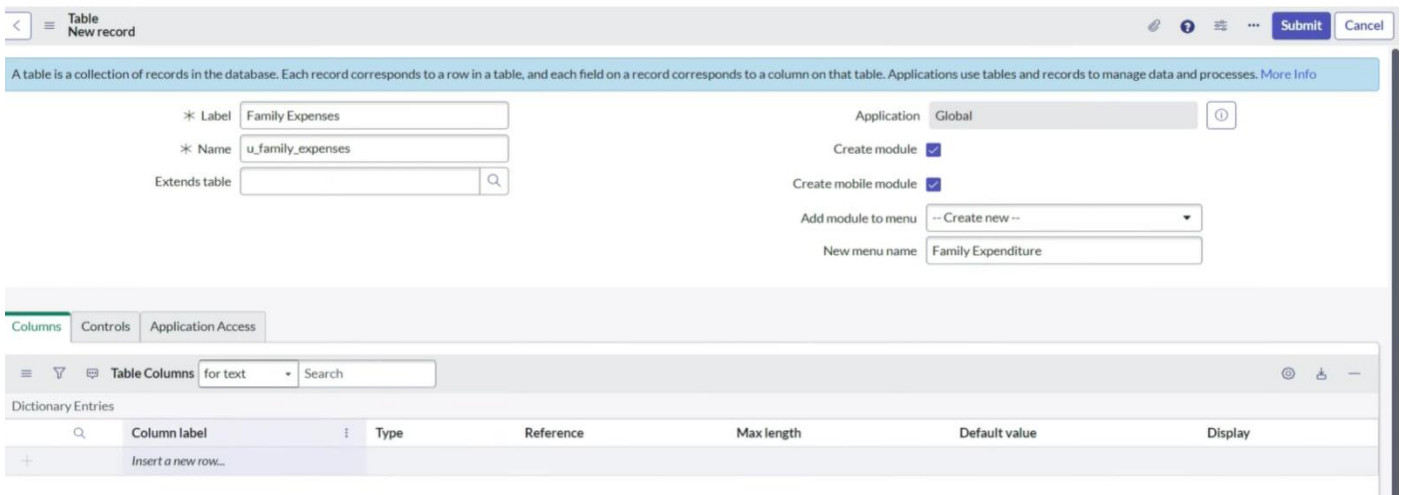 Table
New record
Submit Cancel
A table is a collection of records in the database. Each record corresponds to a row in a table, and each field on a record corresponds to a column on that table. Applications use tables and records to manage data and processes. More Info
Label Family Expenses
Application Global
Name u_family_expenses
Create module
Extends table
Create mobile module
Add module to menu -- Create new --
New menu name Family Expenditure
Columns Controls Application Access
Table Columns for text Search
Dictionary Entries
Column label Type Reference Max length Default value Display
Insert a new row...